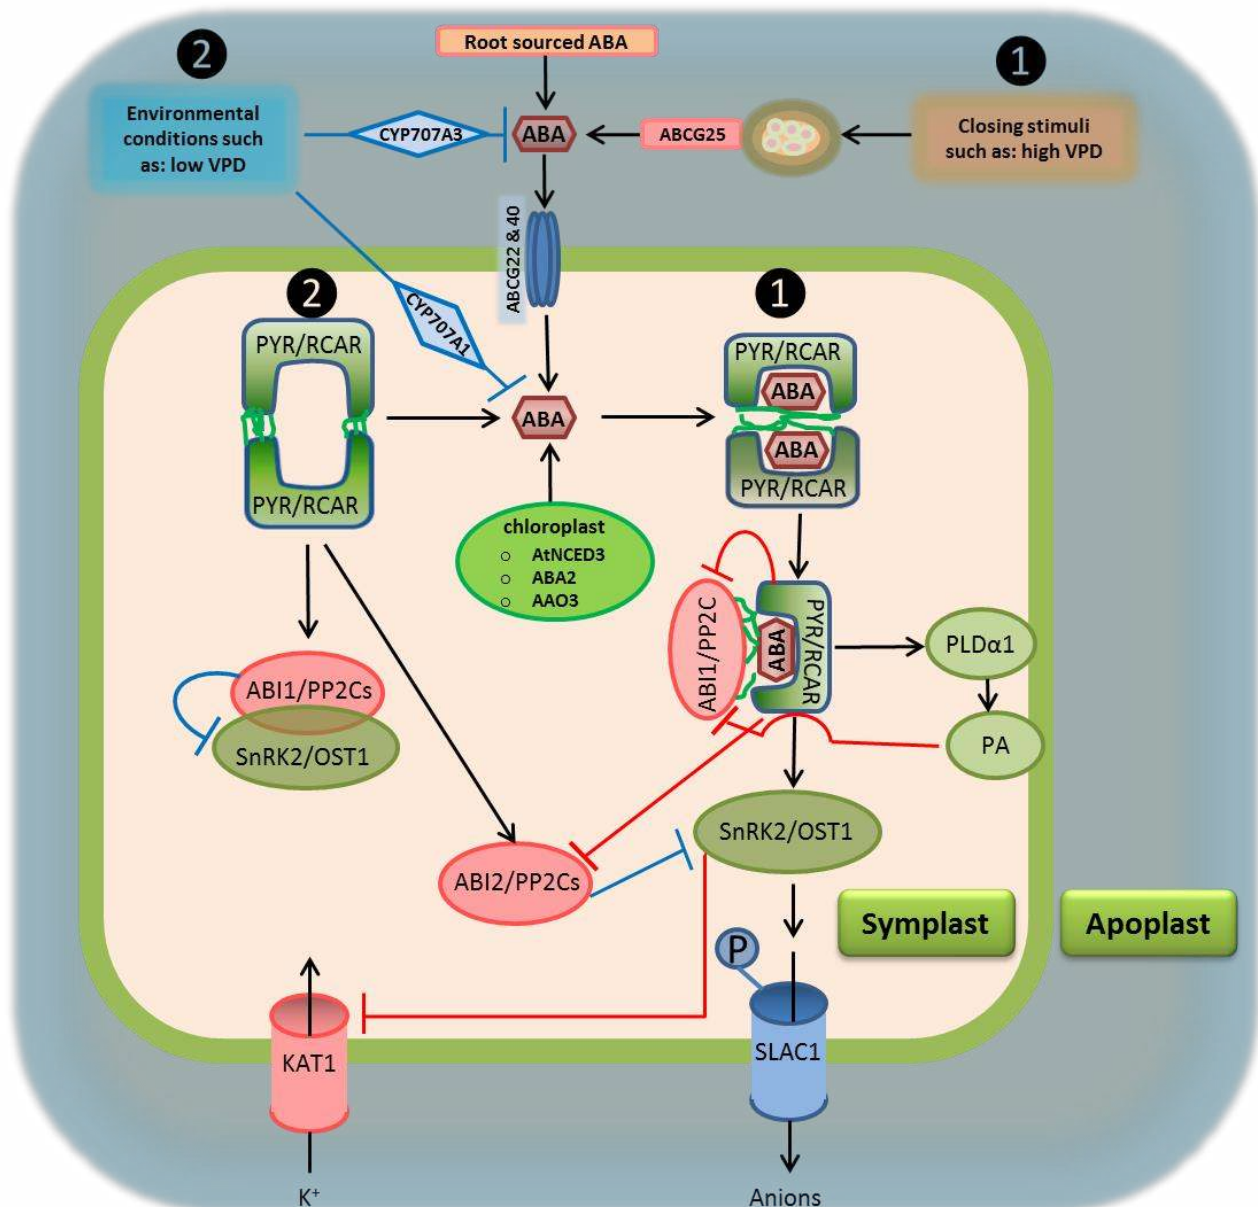 2
1
Root sourced ABA
Environmental
conditions such
as: low VPD
CYP707A3
ABA
ABCG25
Closing stimuli
such as: high VPD
ABCG22 & 40
2
1
CYP707A1
PYR/RCAR
PYR/RCAR
ABA
PYR/RCAR
ABA
ABA
PYR/RCAR
chloroplast
○ AtNCED3
○ ABA2
○ AAO3
ABI1/PP2C
ABA
PYR/RCAR
PLDα1
PA
ABI1/PP2Cs
SnRK2/OST1
SnRK2/OST1
ABI2/PP2Cs
Symplast
Apoplast
P
KAT1
SLAC1
K⁺
Anions